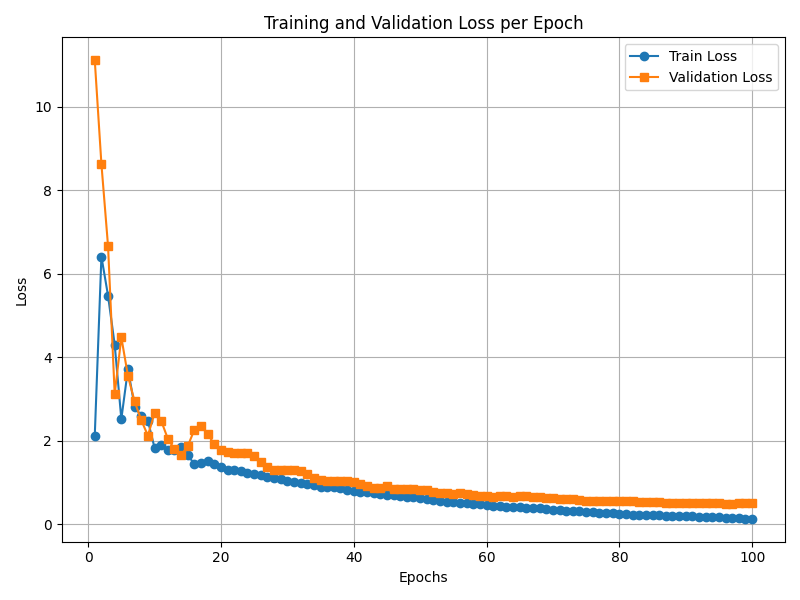 Training and Validation Loss per Epoch
Train Loss
Validation Loss
Loss
10
8
6
4
2
0
0 20 40 60 80 100
Epochs